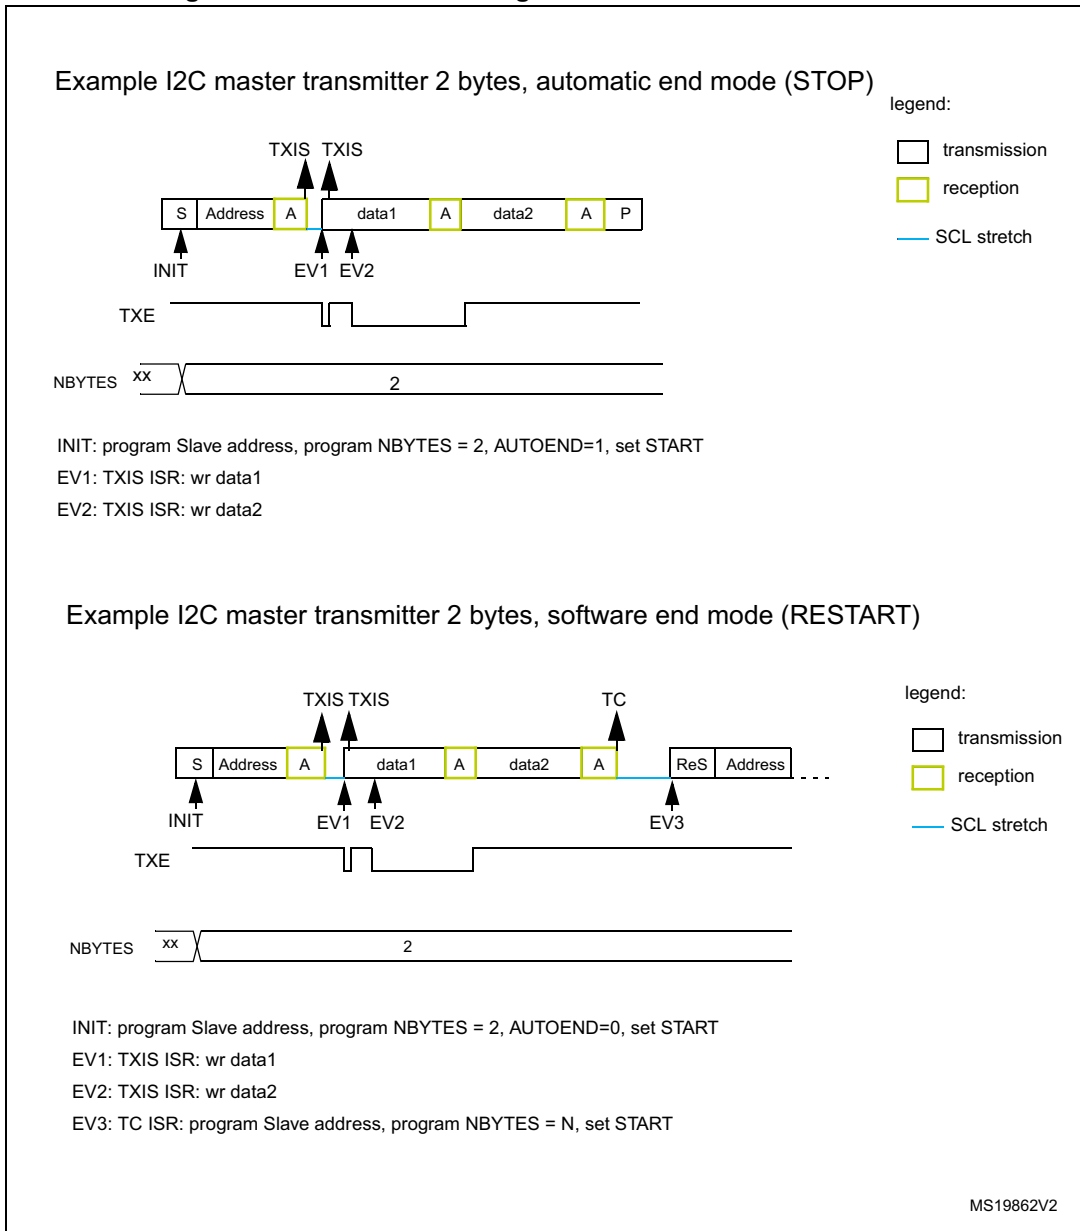 Example I2C master transmitter 2 bytes, automatic end mode (STOP)
legend:
transmission
reception
SCL stretch
TXIS TXIS
S Address A data1 A data2 A P
INIT EV1 EV2
TXE
NBYTES xx 2
INIT: program Slave address, program NBYTES = 2, AUTOEND=1, set START
EV1: TXIS ISR: wr data1
EV2: TXIS ISR: wr data2
Example I2C master transmitter 2 bytes, software end mode (RESTART)
legend:
transmission
reception
SCL stretch
TXIS TXIS TC
S Address A data1 A data2 A ReS Address
INIT EV1 EV2 EV3
TXE
NBYTES xx 2
INIT: program Slave address, program NBYTES = 2, AUTOEND=0, set START
EV1: TXIS ISR: wr data1
EV2: TXIS ISR: wr data2
EV3: TC ISR: program Slave address, program NBYTES = N, set START
MS19862V2